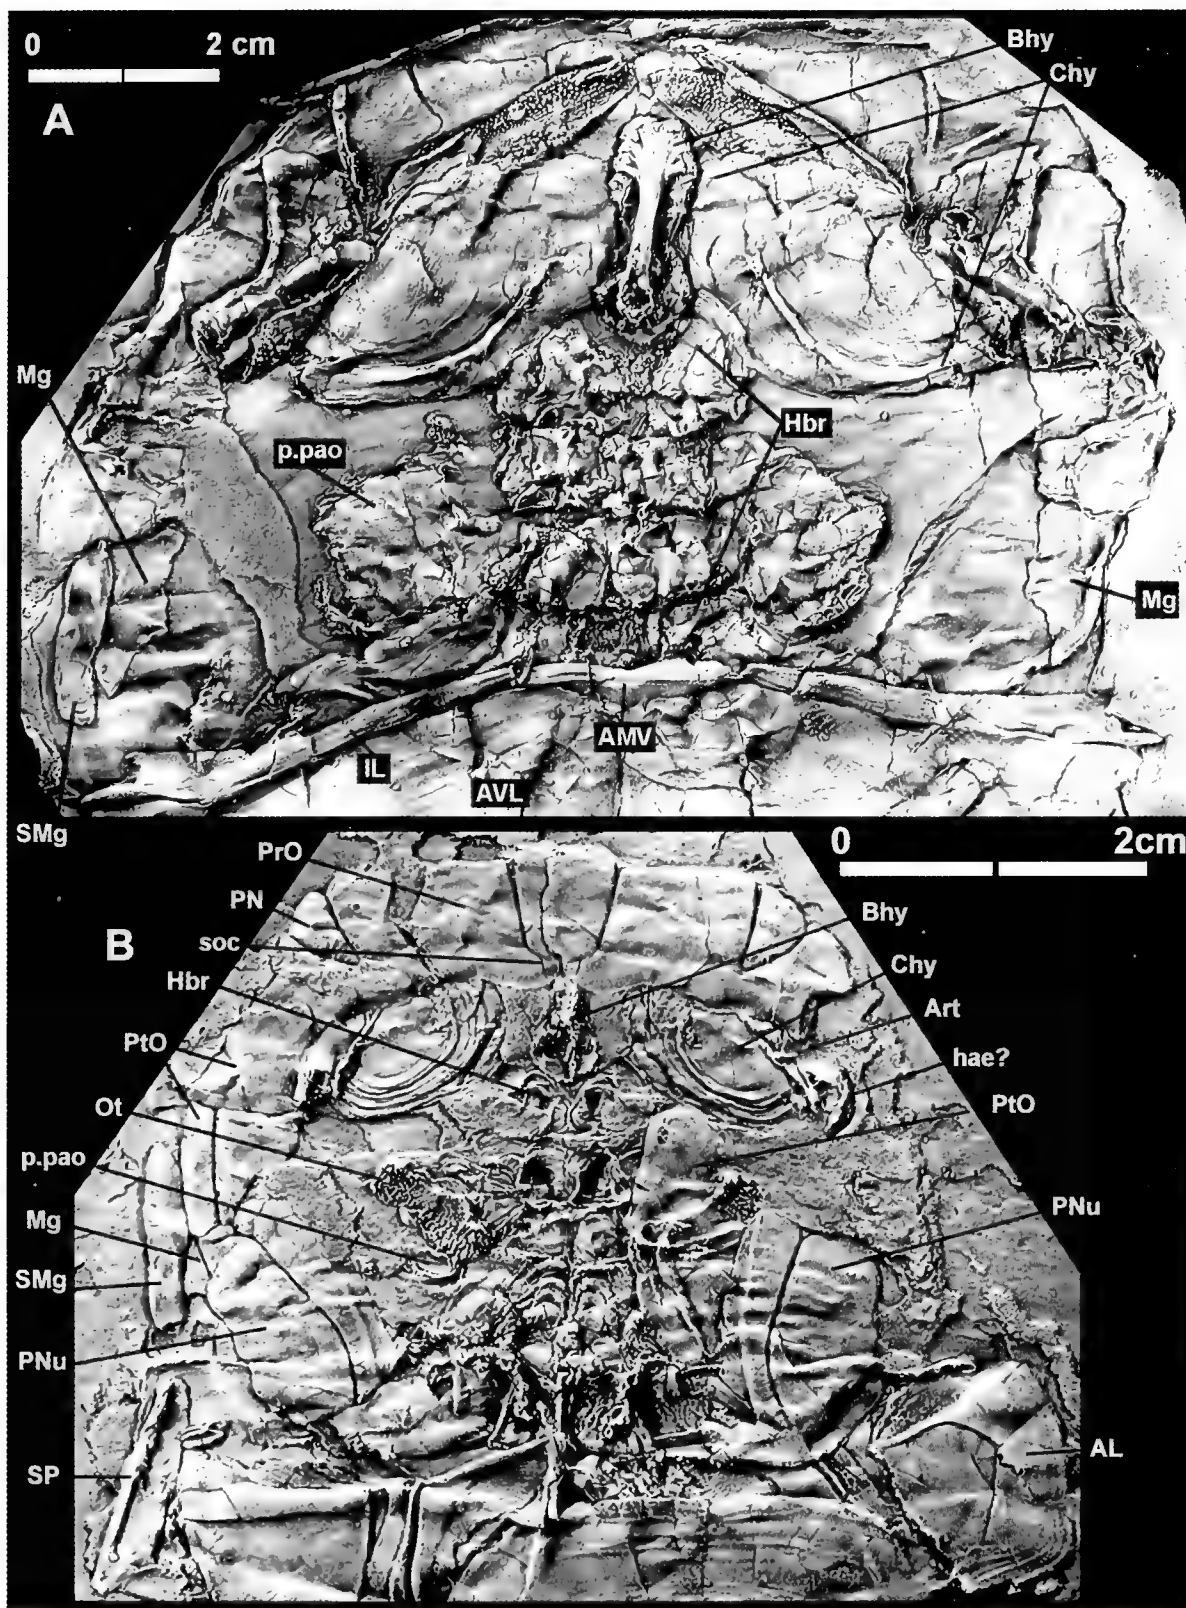 0 2 cm
A
Bhy
Chy
Mg
p.pao
Hbr
Mg
AMV
IL
AVL
SMg
0 2cm
PrO
PN
B
Bhy
soc
Chy
Hbr
Art
PtO
hae?
Ot
PtO
p.pao
Mg
PNu
SMg
PNu
AL
SP